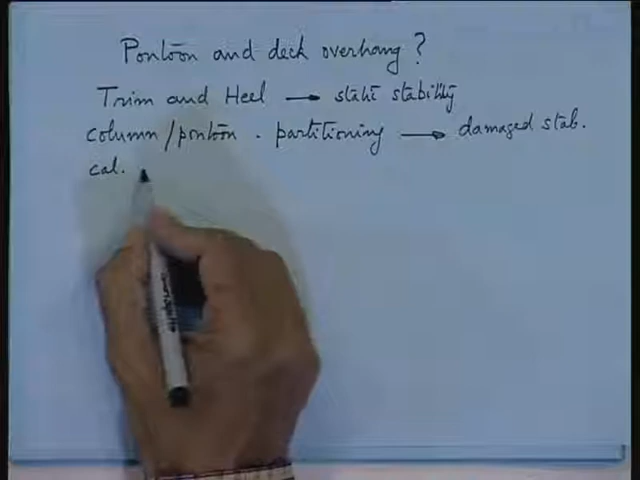 Pontoon and deck overhang?
Trim and Heel → static stability
column/pontoon . partitioning → damaged stab.
cal.